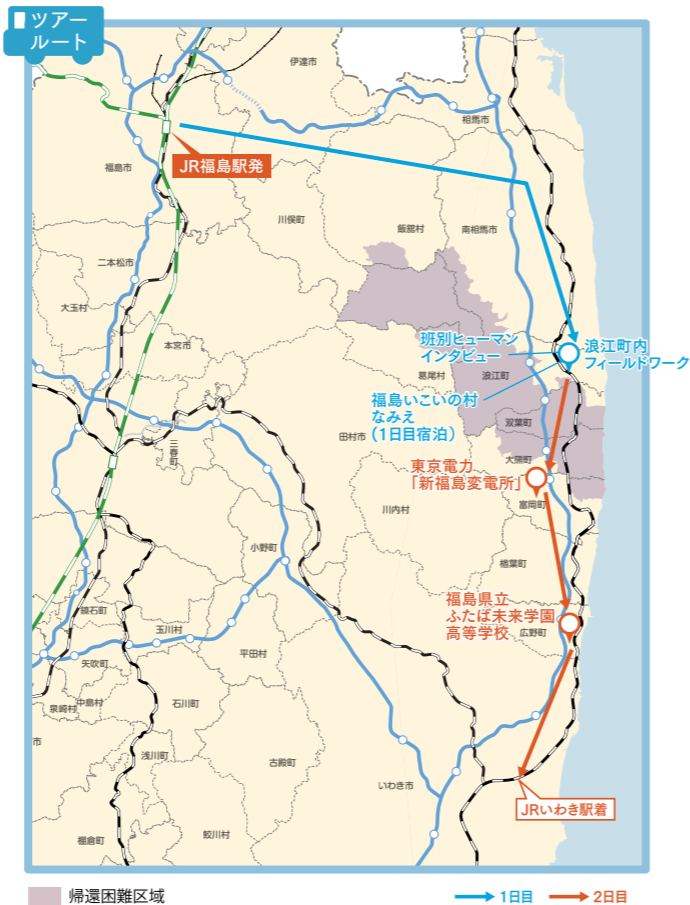 ツアー
ルート
伊達市
相馬市
JR福島駅発
福島市
川俣町
飯舘村
南相馬市
二本松市
大玉村
本宮市
班別ヒューマン
インタビュー
浪江町内
フィールドワーク
葛尾村
浪江町
福島いこいの村
なみえ
（1日目宿泊）
双葉町
田村市
三春町
大熊町
東京電力
「新福島変電所」
富岡町
川内村
小野町
楢葉町
福島県立
ふたば未来学園
高等学校
広野町
鏡石町
玉川村
平田村
矢吹町
泉崎村
中島村
石川町
市
浅川町
古殿町
いわき市
JRいわき駅着
鮫川村
棚倉町
帰還困難区域
1日目
2日目